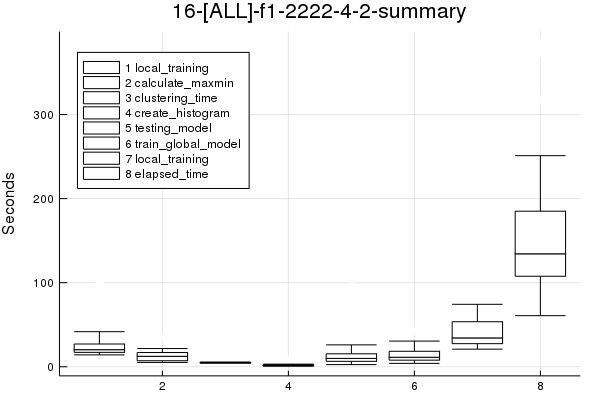 16-[ALL]-f1-2222-4-2-summary
Seconds
300
200
100
0
1 local_training
2 calculate_maxmin
3 clustering_time
4 create_histogram
5 testing_model
6 train_global_model
7 local_training
8 elapsed_time
2
4
6
8